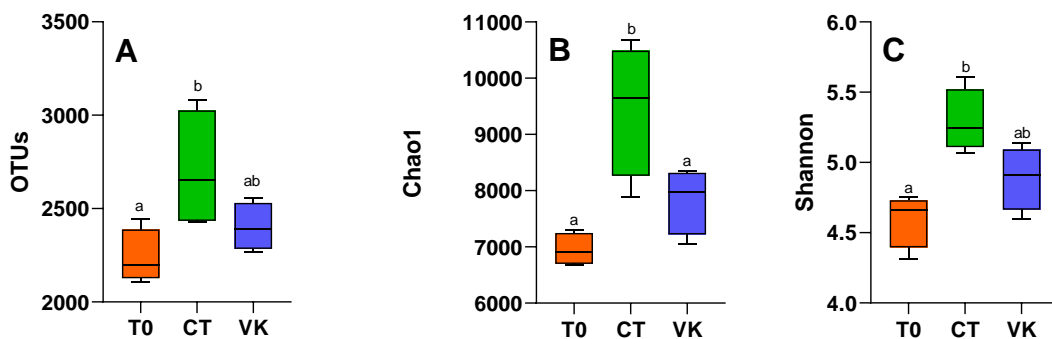 A
OTUs
3500
3000
2500
2000
a
b
ab
T0 CT VK
B
Chao1
11000
10000
9000
8000
7000
6000
a
b
a
T0 CT VK
C
Shannon
6.0
5.5
5.0
4.5
4.0
a
b
ab
T0 CT VK